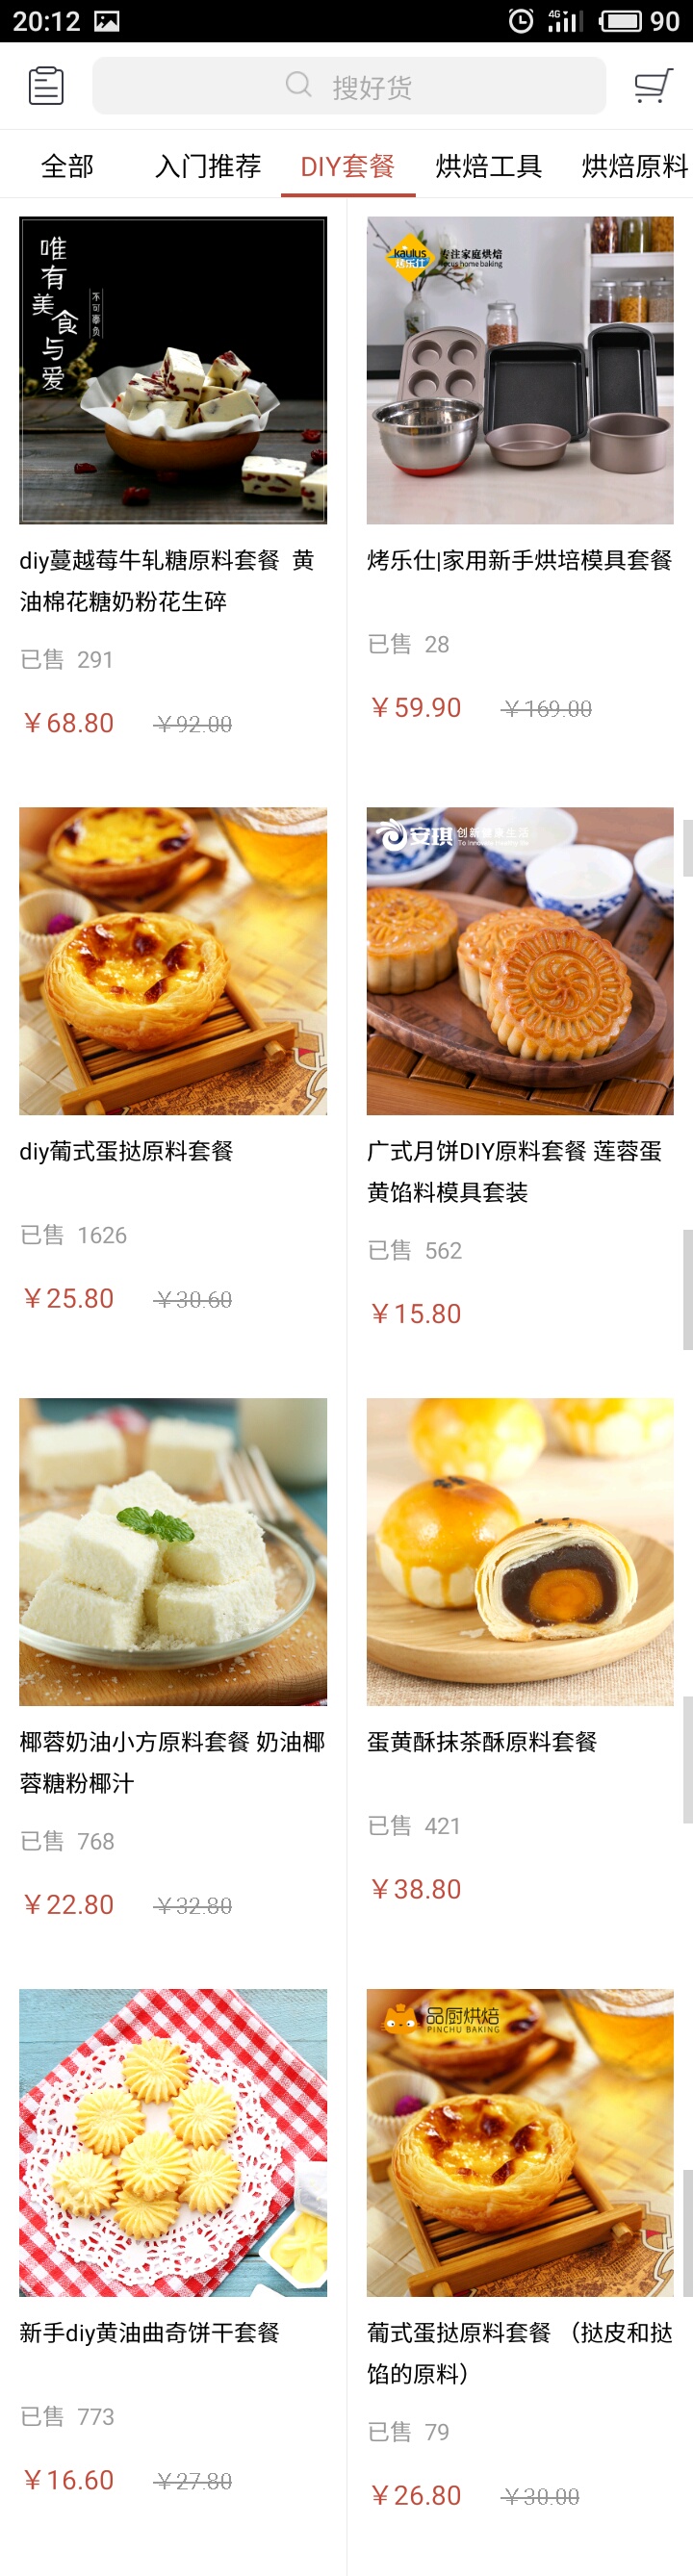 20:12
4G
90
搜好货
全部 入门推荐 DIY套餐 烘焙工具 烘焙原料
唯有美食与爱
不可辜负
kaulus 专注家庭烘焙
烤乐仕 focus home baking
diy蔓越莓牛轧糖原料套餐 黄
油棉花糖奶粉花生碎
已售 291
￥68.80 ￥92.00
烤乐仕|家用新手烘培模具套餐
已售 28
￥59.90 ￥169.00
安琪 创新健康生活
diy葡式蛋挞原料套餐
已售 1626
￥25.80 ￥30.60
广式月饼DIY原料套餐 莲蓉蛋
黄馅料模具套装
已售 562
￥15.80
椰蓉奶油小方原料套餐 奶油椰
蓉糖粉椰汁
已售 768
￥22.80 ￥32.80
蛋黄酥抹茶酥原料套餐
已售 421
￥38.80
品厨烘焙
PINCHU BAKING
新手diy黄油曲奇饼干套餐
已售 773
￥16.60 ￥27.80
葡式蛋挞原料套餐 （挞皮和挞
馅的原料）
已售 79
￥26.80 ￥30.00